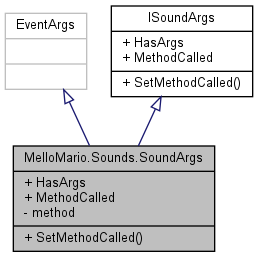 EventArgs
ISoundArgs
+ HasArgs
+ MethodCalled
+ SetMethodCalled()
MelloMario.Sounds.SoundArgs
+ HasArgs
+ MethodCalled
- method
+ SetMethodCalled()